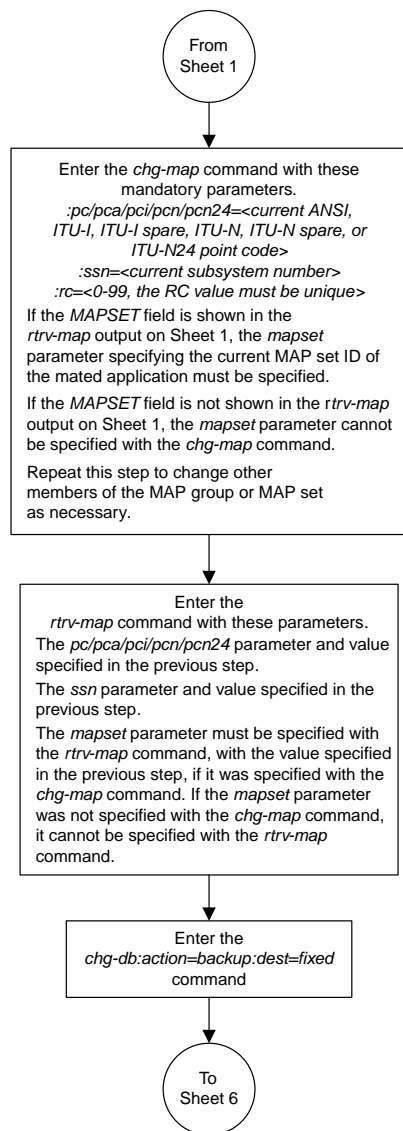 From
Sheet 1
Enter the chg-map command with these
mandatory parameters.
:pc/pca/pci/pcn/pcn24=<current ANSI,
ITU-I, ITU-I spare, ITU-N, ITU-N spare, or
ITU-N24 point code>
:ssn=<current subsystem number>
:rc=<0-99, the RC value must be unique>
If the MAPSET field is shown in the
rtrv-map output on Sheet 1, the mapset
parameter specifying the current MAP set ID of
the mated application must be specified.
If the MAPSET field is not shown in the rtrv-map
output on Sheet 1, the mapset parameter cannot
be specified with the chg-map command.
Repeat this step to change other
members of the MAP group or MAP set
as necessary.
Enter the
rtrv-map command with these parameters.
The pc/pca/pci/pcn/pcn24 parameter and value
specified in the previous step.
The ssn parameter and value specified in the
previous step.
The mapset parameter must be specified with
the rtrv-map command, with the value specified
in the previous step, if it was specified with the
chg-map command. If the mapset parameter
was not specified with the chg-map command,
it cannot be specified with the rtrv-map
command.
Enter the
chg-db:action=backup:dest=fixed
command
To
Sheet 6